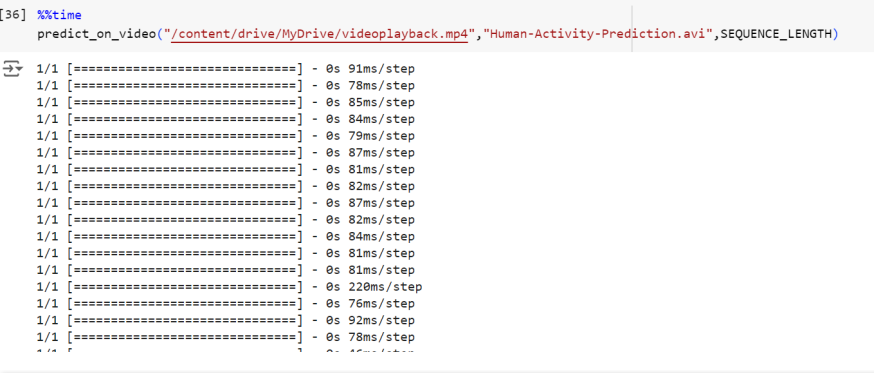 [36] %%time
predict_on_video("/content/drive/MyDrive/videoplayback.mp4","Human-Activity-Prediction.avi",SEQUENCE_LENGTH)
1/1 [==============================] - 0s 91ms/step
1/1 [==============================] - 0s 78ms/step
1/1 [==============================] - 0s 85ms/step
1/1 [==============================] - 0s 84ms/step
1/1 [==============================] - 0s 79ms/step
1/1 [==============================] - 0s 87ms/step
1/1 [==============================] - 0s 81ms/step
1/1 [==============================] - 0s 82ms/step
1/1 [==============================] - 0s 87ms/step
1/1 [==============================] - 0s 82ms/step
1/1 [==============================] - 0s 84ms/step
1/1 [==============================] - 0s 81ms/step
1/1 [==============================] - 0s 81ms/step
1/1 [==============================] - 0s 220ms/step
1/1 [==============================] - 0s 76ms/step
1/1 [==============================] - 0s 92ms/step
1/1 [==============================] - 0s 78ms/step